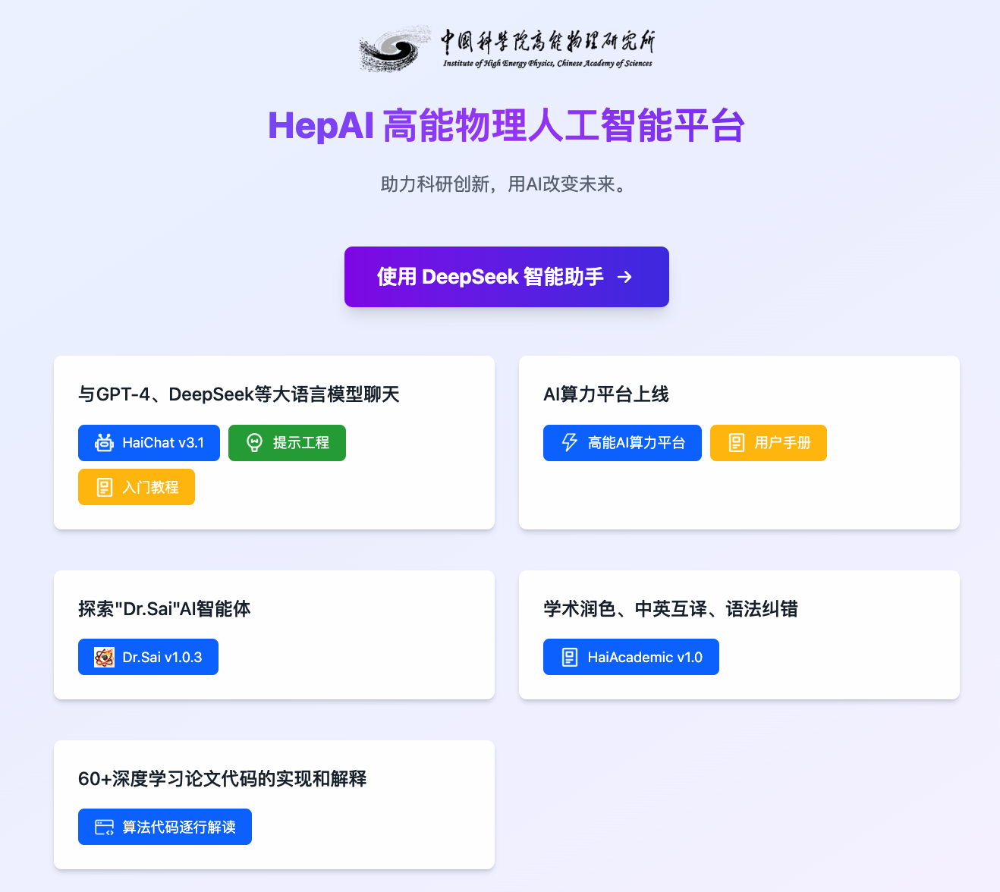 中國科學院高能物理研究所
Institute of High Energy Physics, Chinese Academy of Sciences
HepAI 高能物理人工智能平台
助力科研创新，用AI改变未来。
使用 DeepSeek 智能助手 →
与GPT-4、DeepSeek等大语言模型聊天
HaiChat v3.1
提示工程
入门教程
AI算力平台上线
高能AI算力平台
用户手册
探索"Dr.Sai"AI智能体
Dr.Sai v1.0.3
学术润色、中英互译、语法纠错
HaiAcademic v1.0
60+深度学习论文代码的实现和解释
算法代码逐行解读